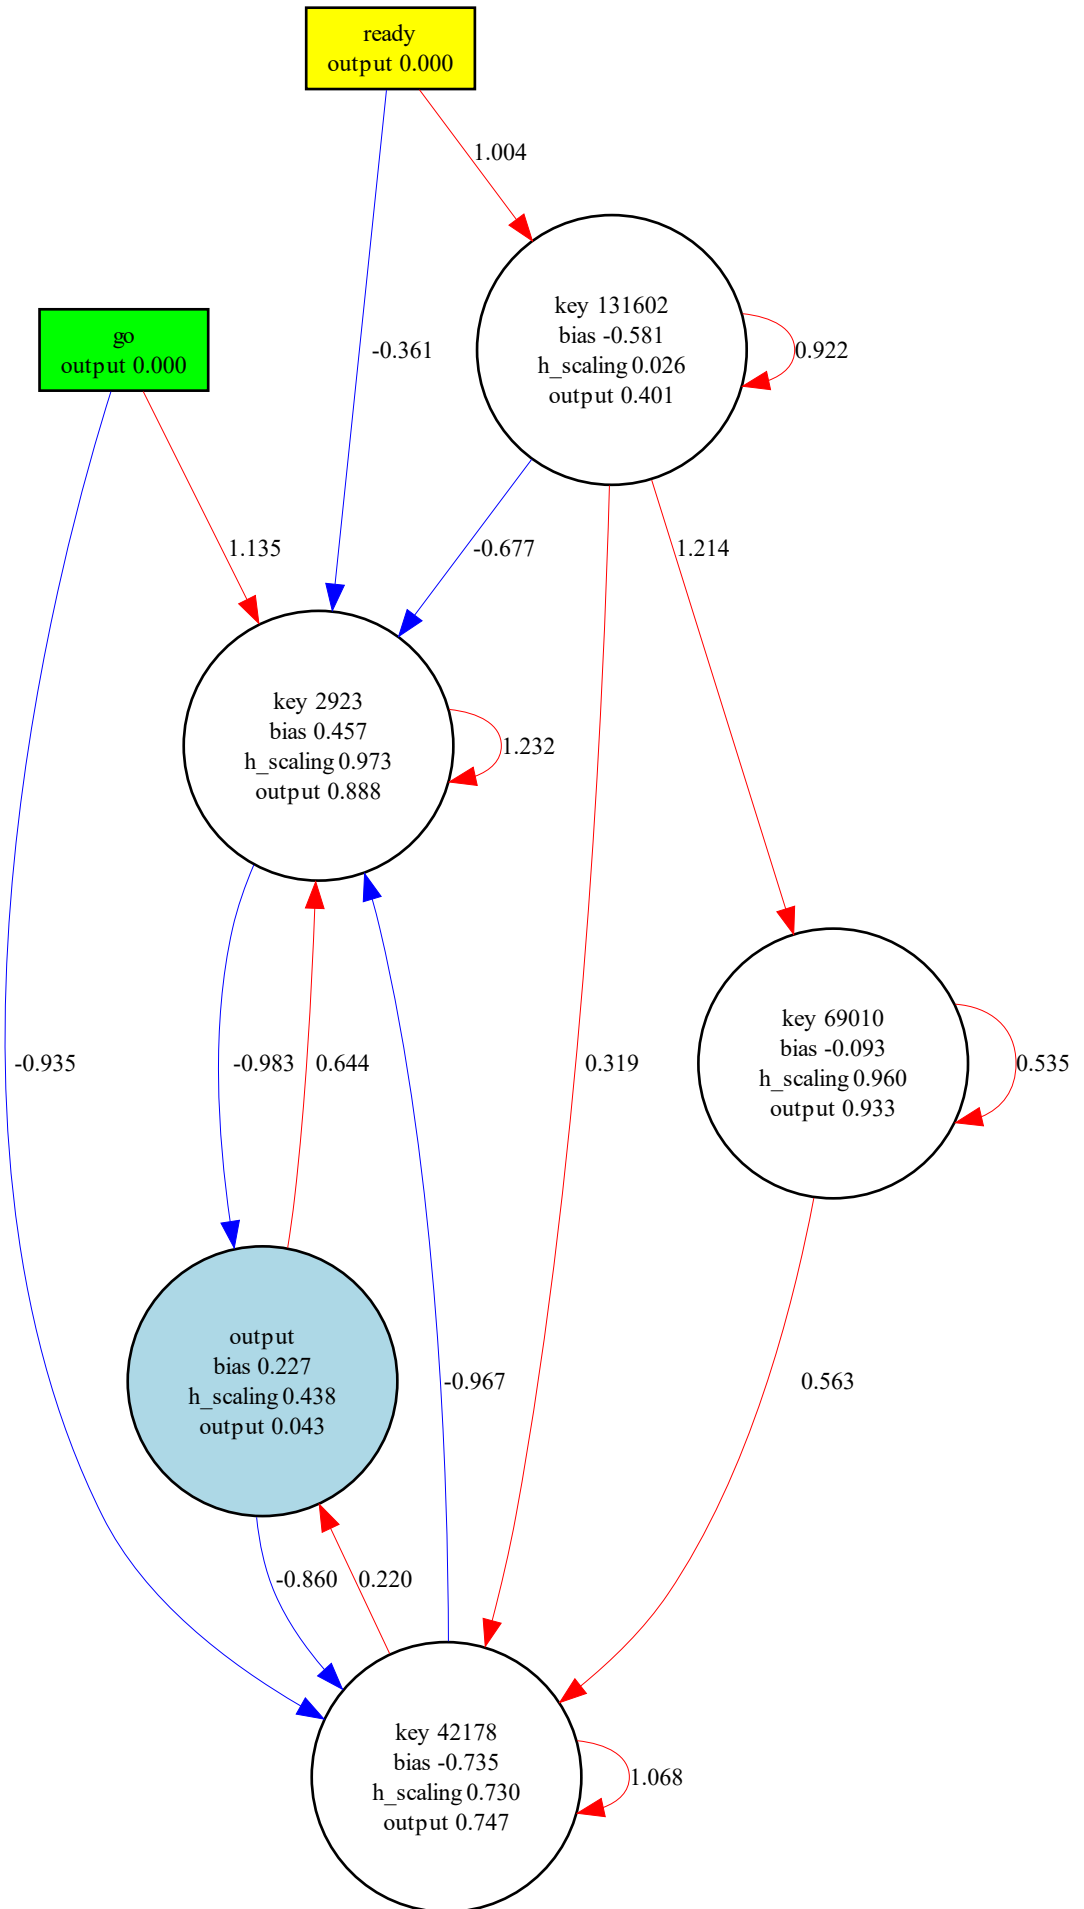 ready
output 0.000
1.004
key 131602
bias -0.581
h_scaling 0.026
output 0.401
0.922
go
output 0.000
-0.361
1.135
-0.677
1.214
key 2923
bias 0.457
h_scaling 0.973
output 0.888
1.232
key 69010
bias -0.093
h_scaling 0.960
output 0.933
0.535
-0.935
-0.983
0.644
0.319
output
bias 0.227
h_scaling 0.438
output 0.043
-0.967
0.563
-0.860
0.220
key 42178
bias -0.735
h_scaling 0.730
output 0.747
1.068